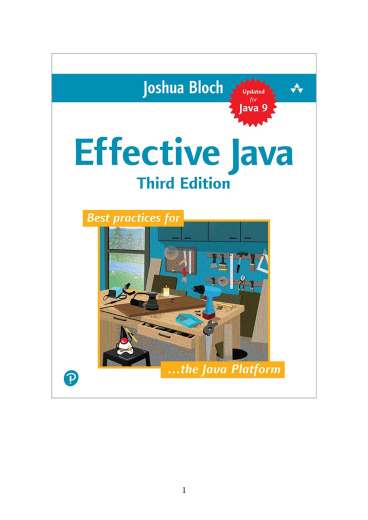 Joshua Bloch
Updated
for
Java 9
Effective Java
Third Edition
Best practices for
...the Java Platform
1